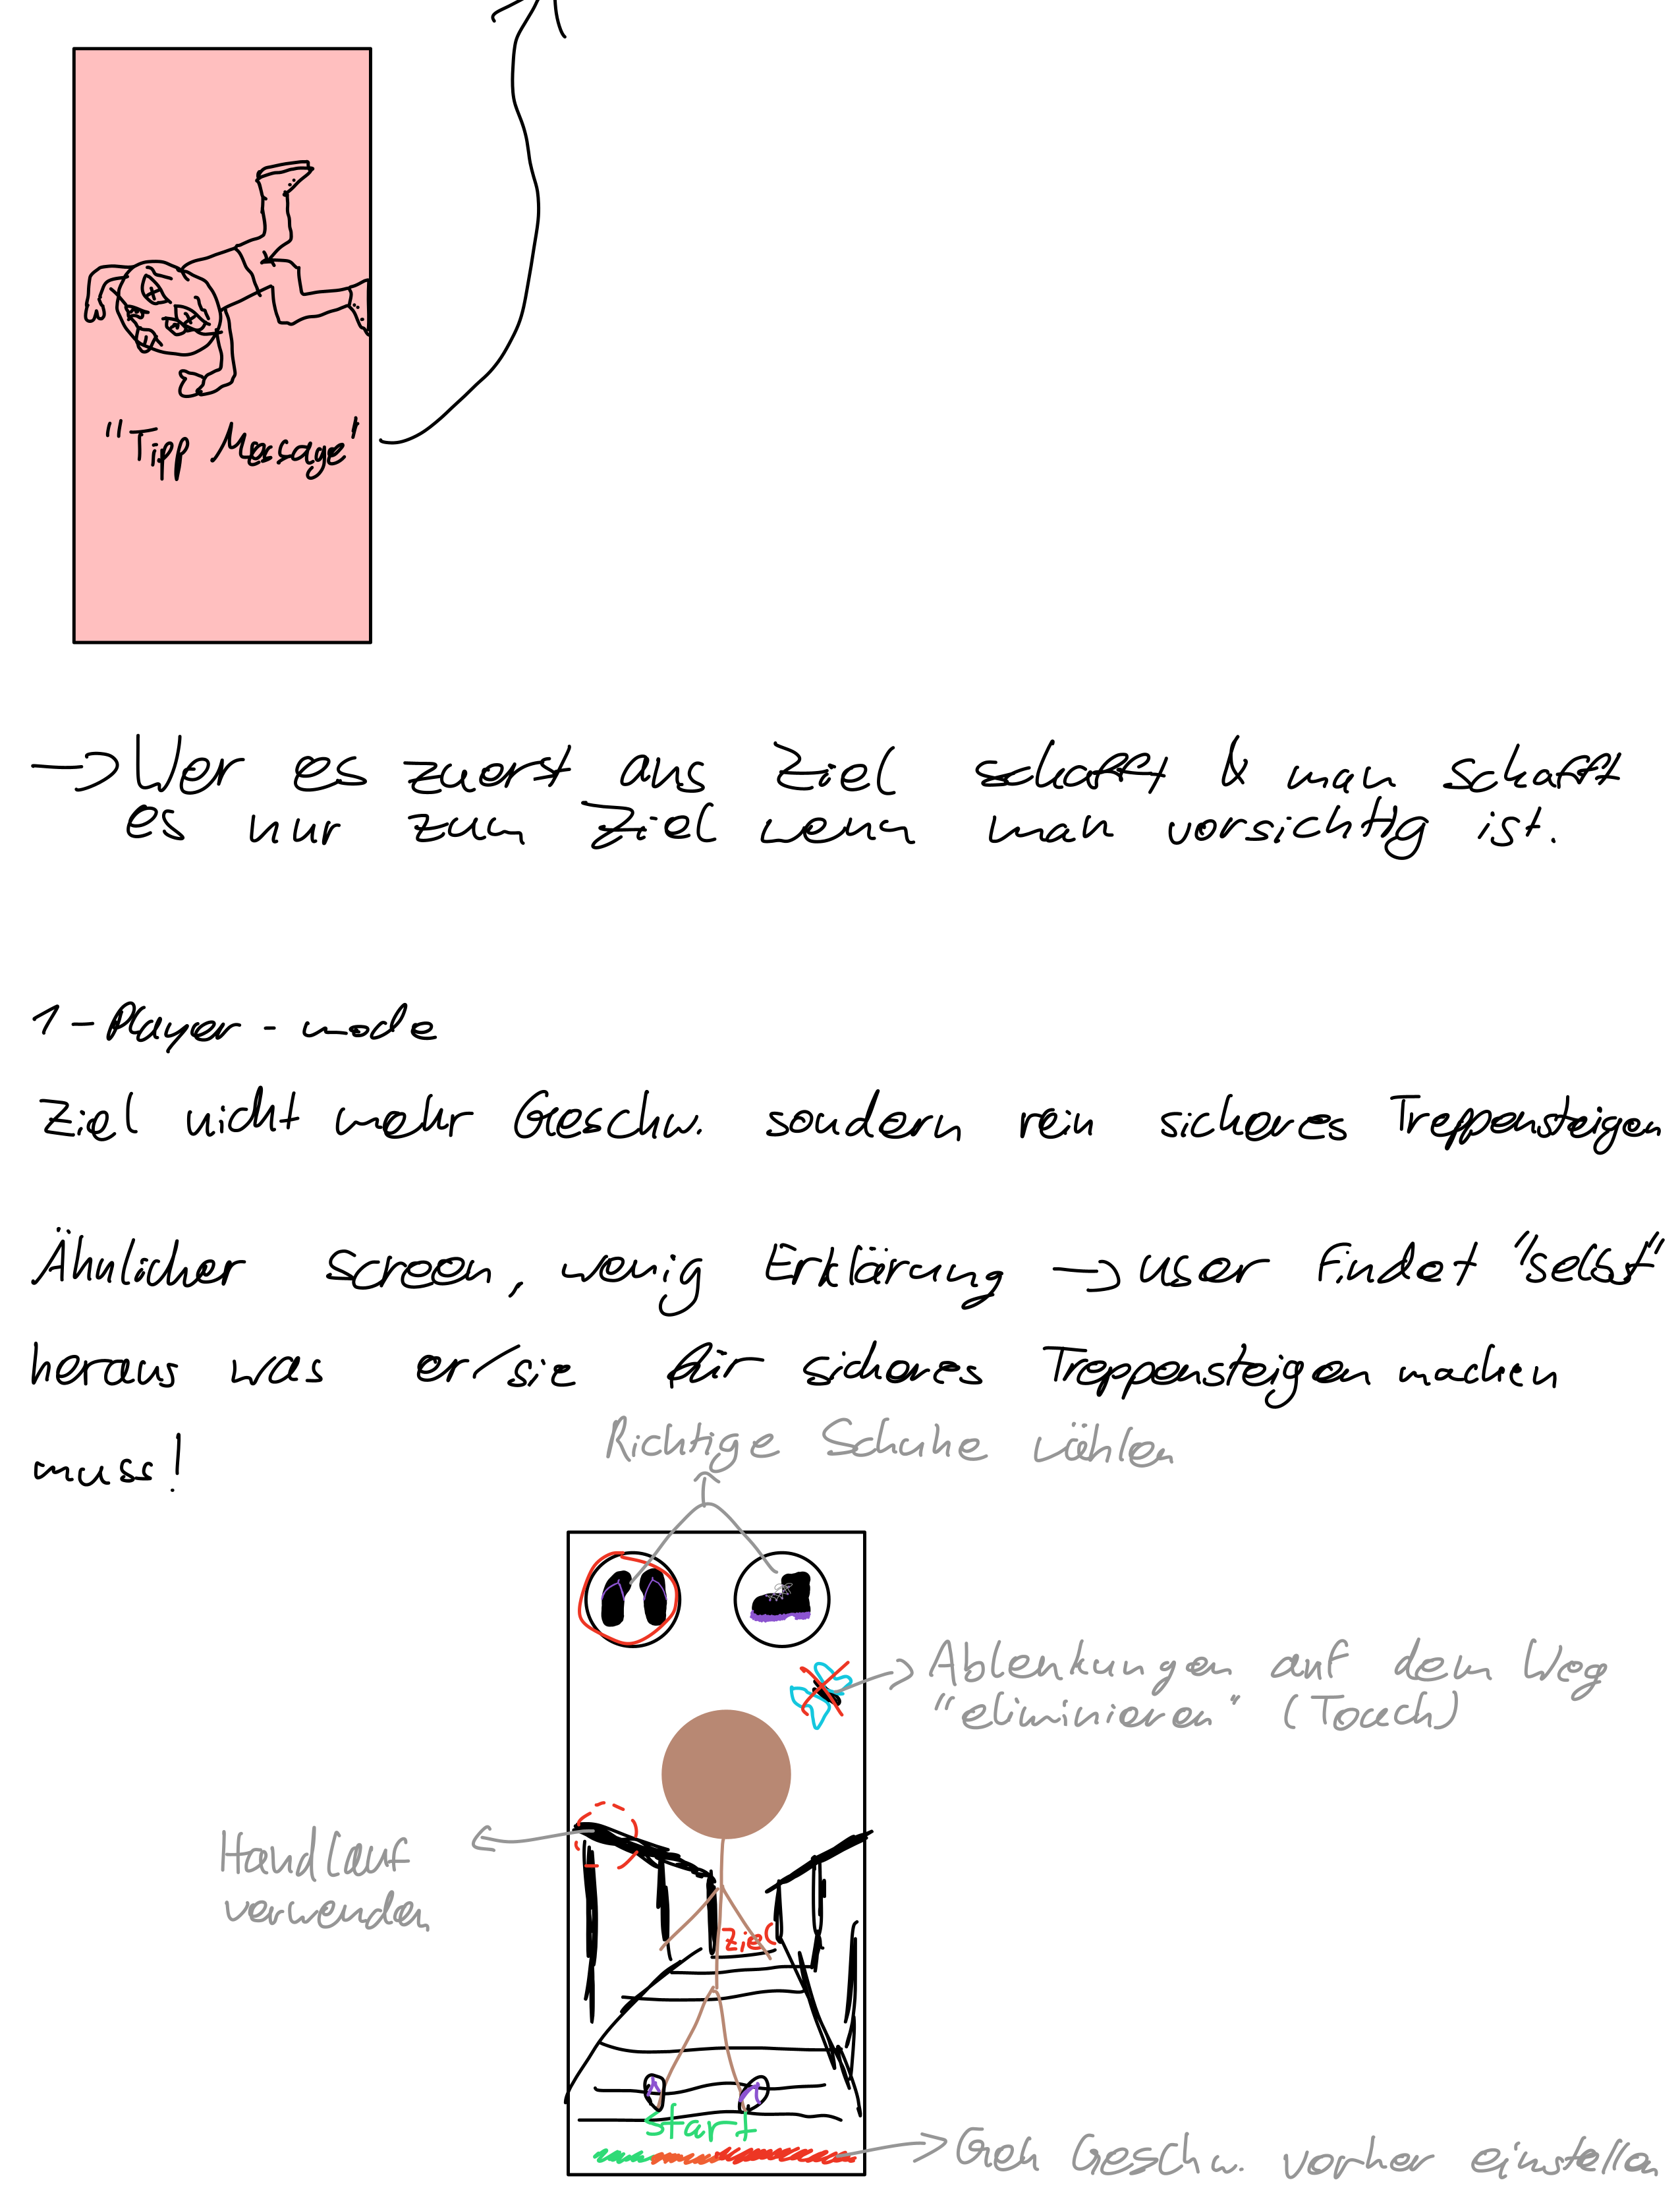 "Tipp Message"
→ Wer es zuerst ans Ziel schafft & man schafft
es nur zum Ziel wenn man vorsichtig ist.
1-Player-mode
Ziel nicht mehr Geschw. sondern rein sicheres Treppensteigen
Ähnlicher screen, wenig Erklärung → user findet "selbst"
heraus was er/sie für sicheres Treppensteigen machen
muss!
Richtige Schuhe wählen
Ablenkungen auf dem Weg
"eliminieren" (Touch)
Handlauf
verwenden
Ziel
Start
Geh Geschw. vorher einstellen